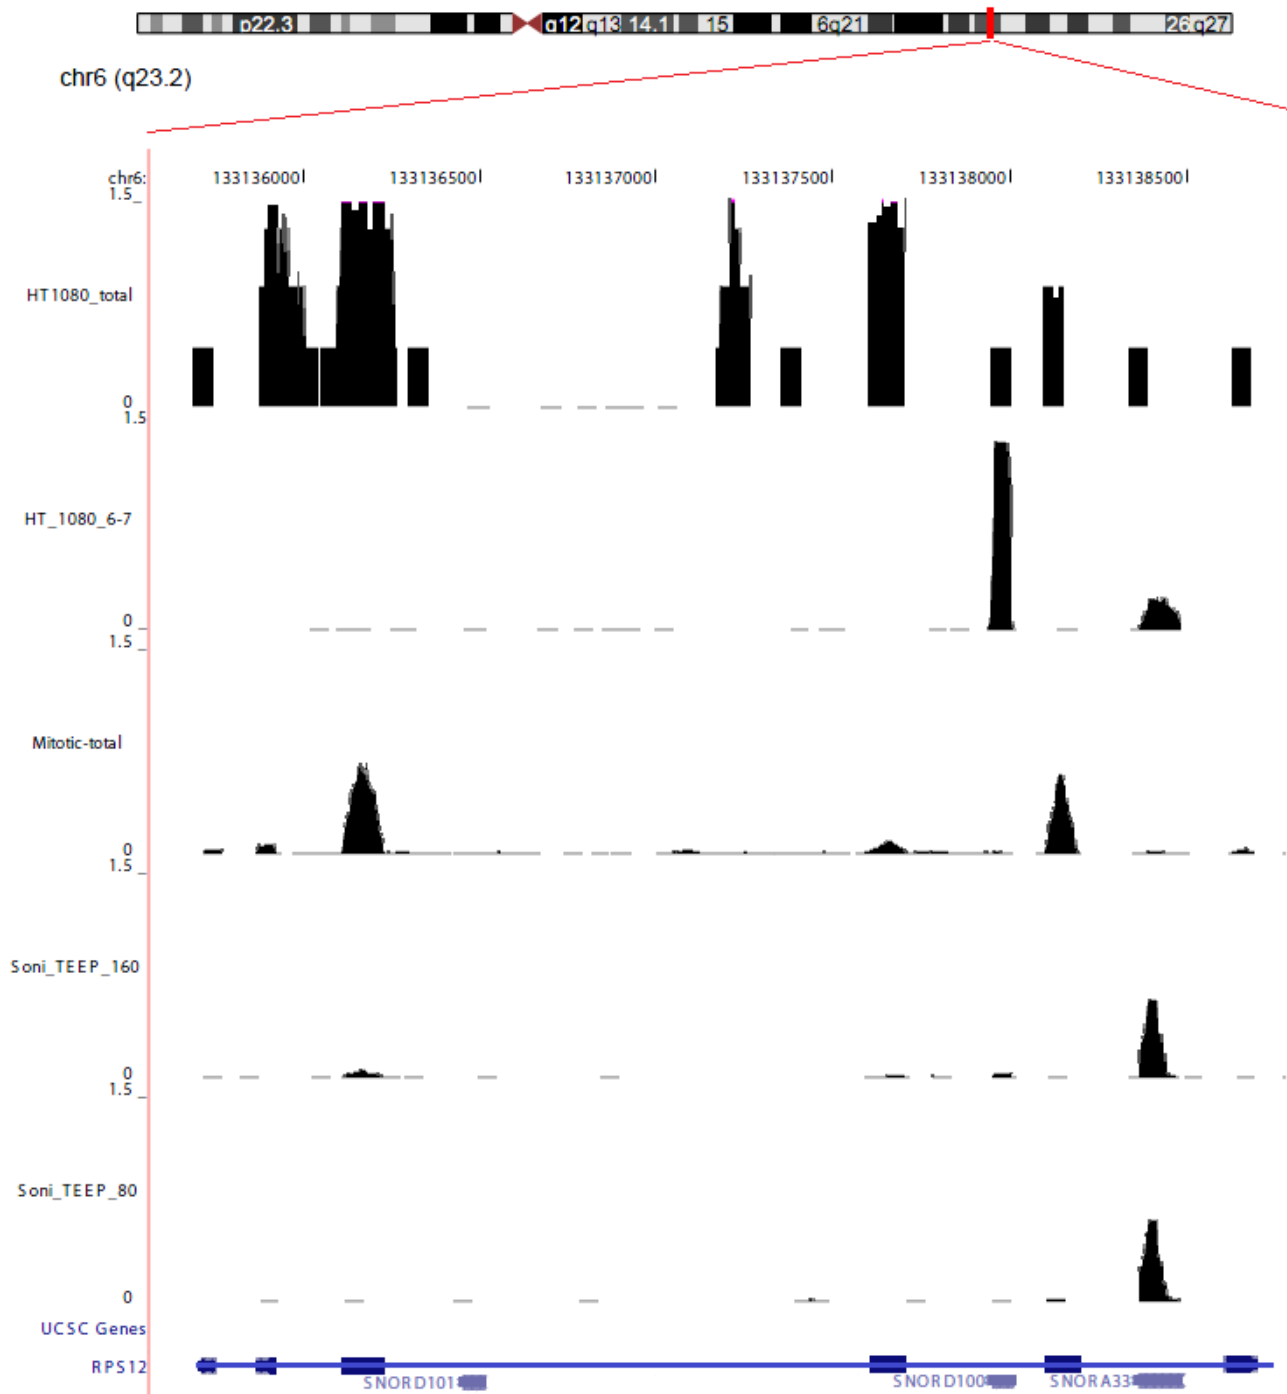 p22.3 q12 q13 14.1 15 6q21 26 q27
chr6 (q23.2)
chr6: 133136000 133136500 133137000 133137500 133138000 133138500
1.5_
HT1080_total
0
1.5
HT_1080_6-7
0 _
1.5 _
Mitotic-total
0
1.5 _
Soni_TEEP_160
0
1.5 _
Soni_TEEP_80
0
UCSC Genes
RPS12
SNORD101 SNORD100 SNORA33